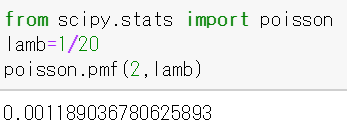 from scipy.stats import poisson
lamb=1/20
poisson.pmf(2,lamb)
0.001189036780625893